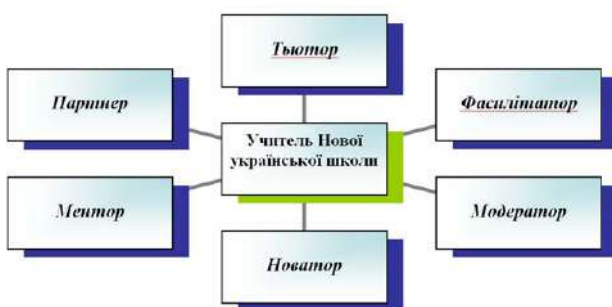 Тьютор
Партнер
Фасилітатор
Учитель Нової
української школи
Ментор
Модератор
Новатор